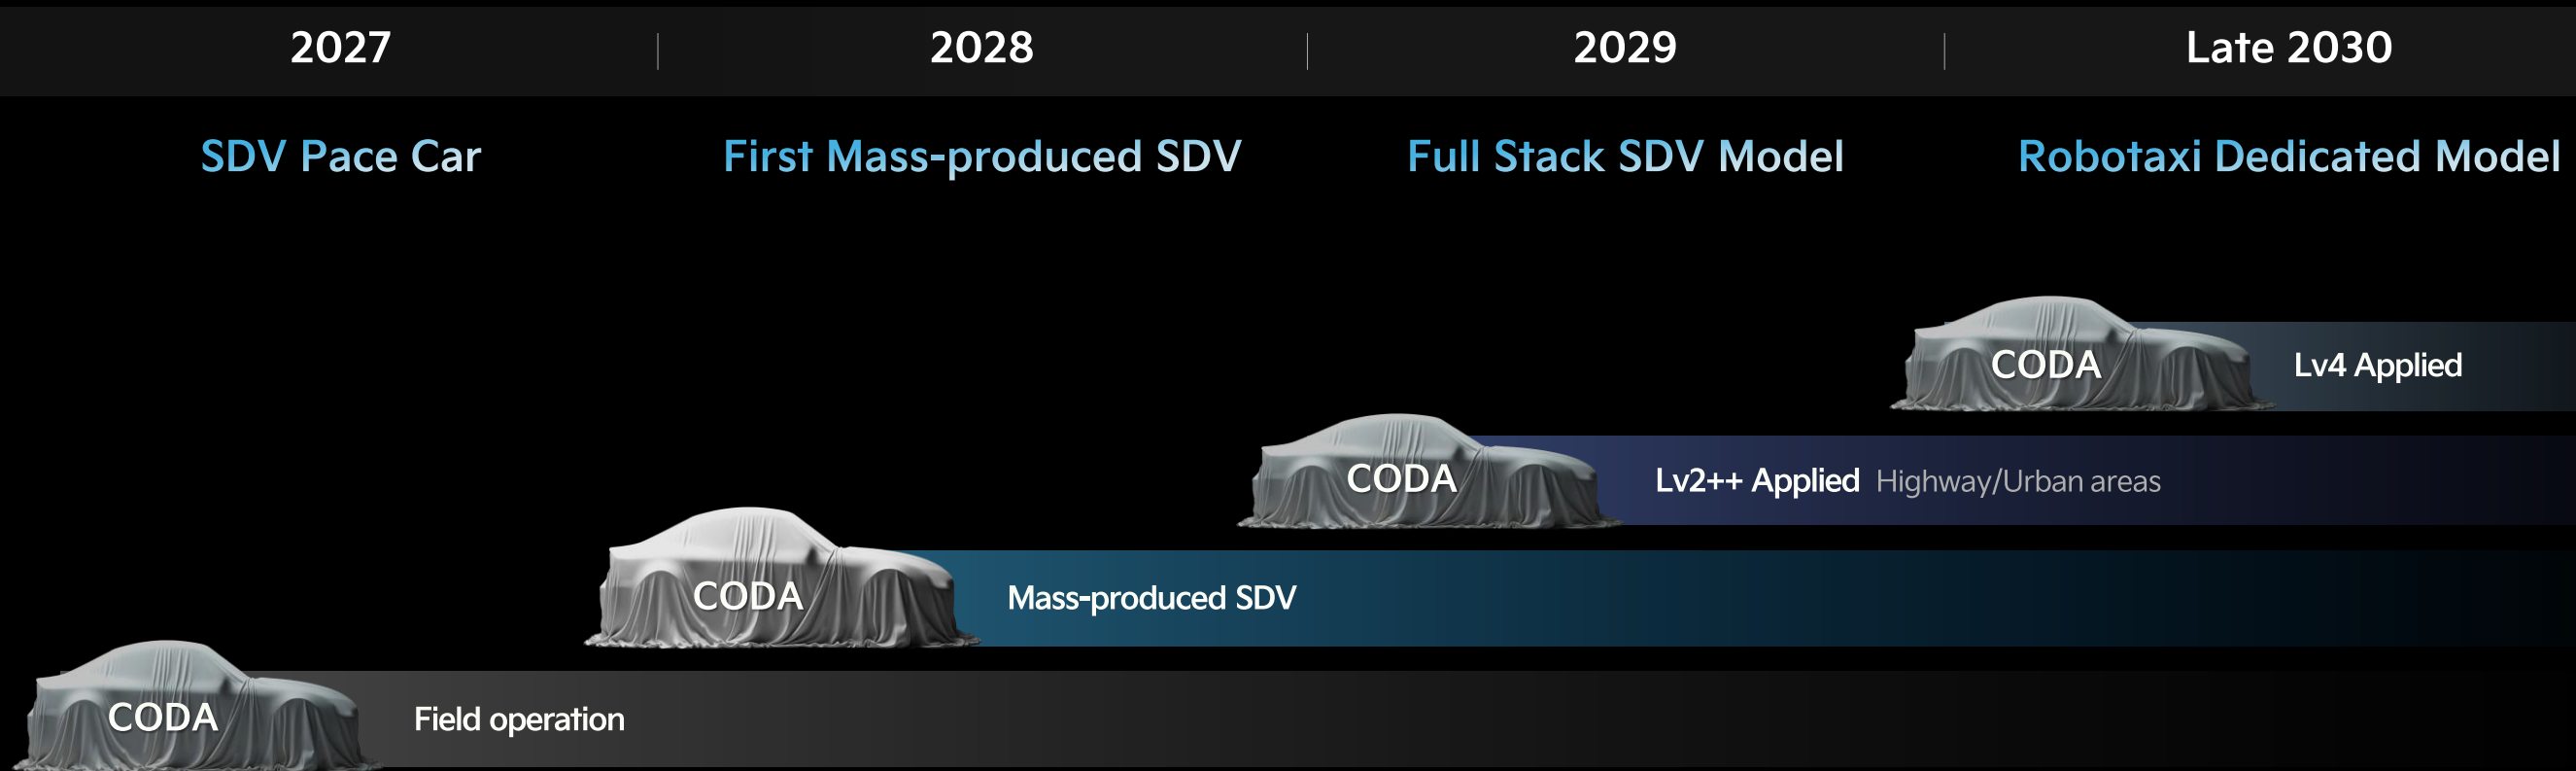 2027
2028
2029
Late 2030
SDV Pace Car
First Mass-produced SDV
Full Stack SDV Model
Robotaxi Dedicated Model
CODA
Lv4 Applied
CODA
Lv2++ Applied Highway/Urban areas
CODA
Mass-produced SDV
CODA
Field operation